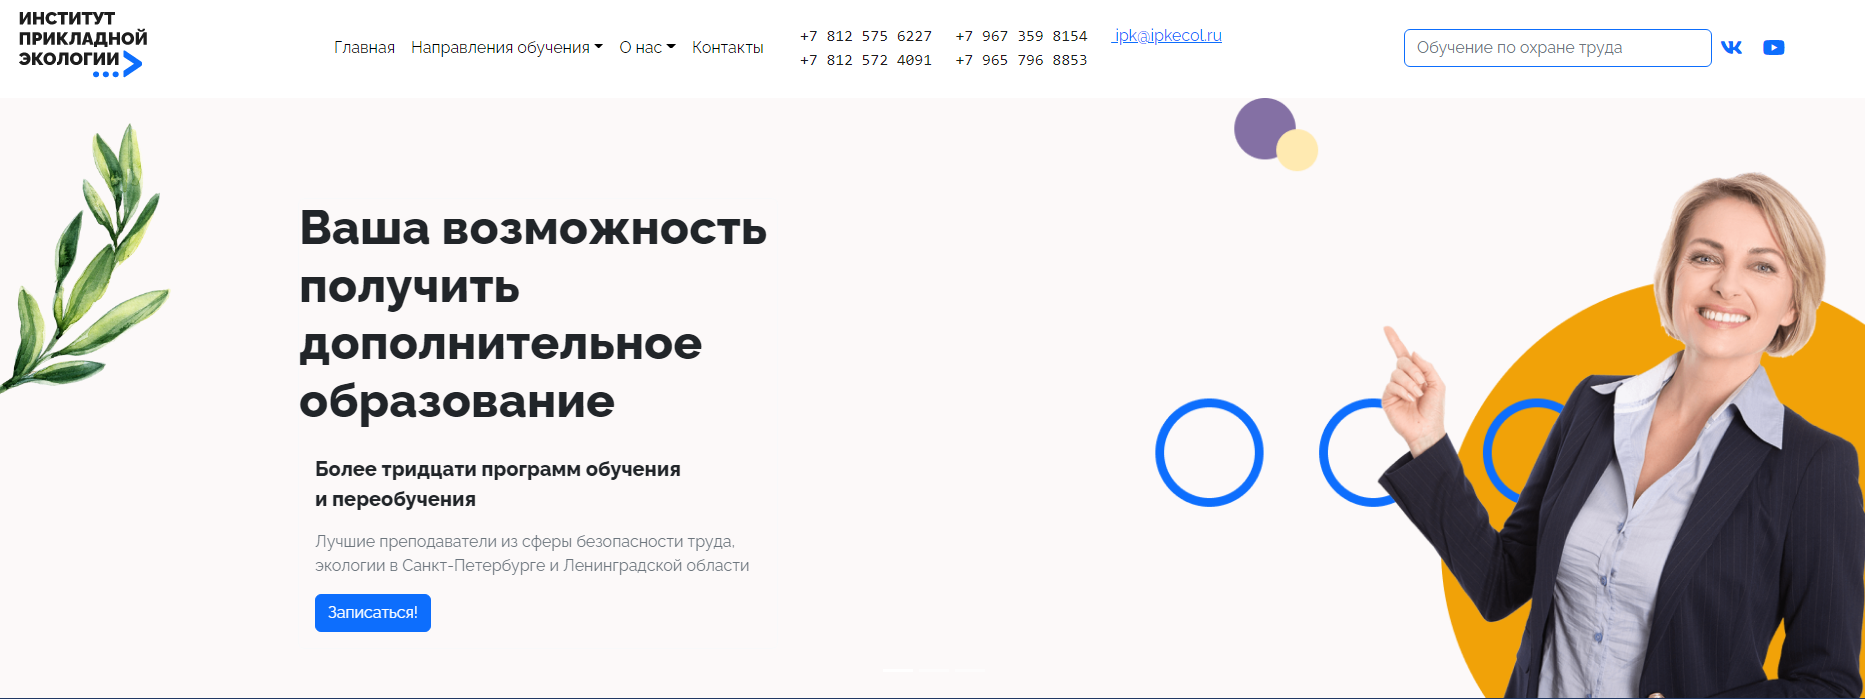 ИНСТИТУТ
ПРИКЛАДНОЙ
ЭКОЛОГИИ
Главная Направления обучения О нас Контакты
+7 812 575 6227 +7 967 359 8154 ipk@ipkecol.ru
+7 812 572 4091 +7 965 796 8853
Обучение по охране труда
Ваша возможность
получить
дополнительное
образование
Более тридцати программ обучения
и переобучения
Лучшие преподаватели из сферы безопасности труда,
экологии в Санкт-Петербурге и Ленинградской области
Записаться!